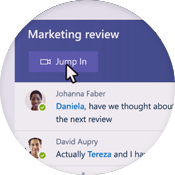 Marketing review
Jump In
Johanna Faber
Daniela, have we thought about
the next review
David Aupry
Actually Tereza and I have